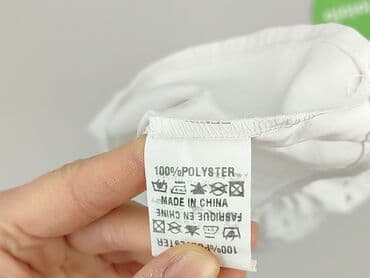 100%POLYSTER
MADE IN CHINA
FABRIQUE EN CHINE
100%POLYSTER